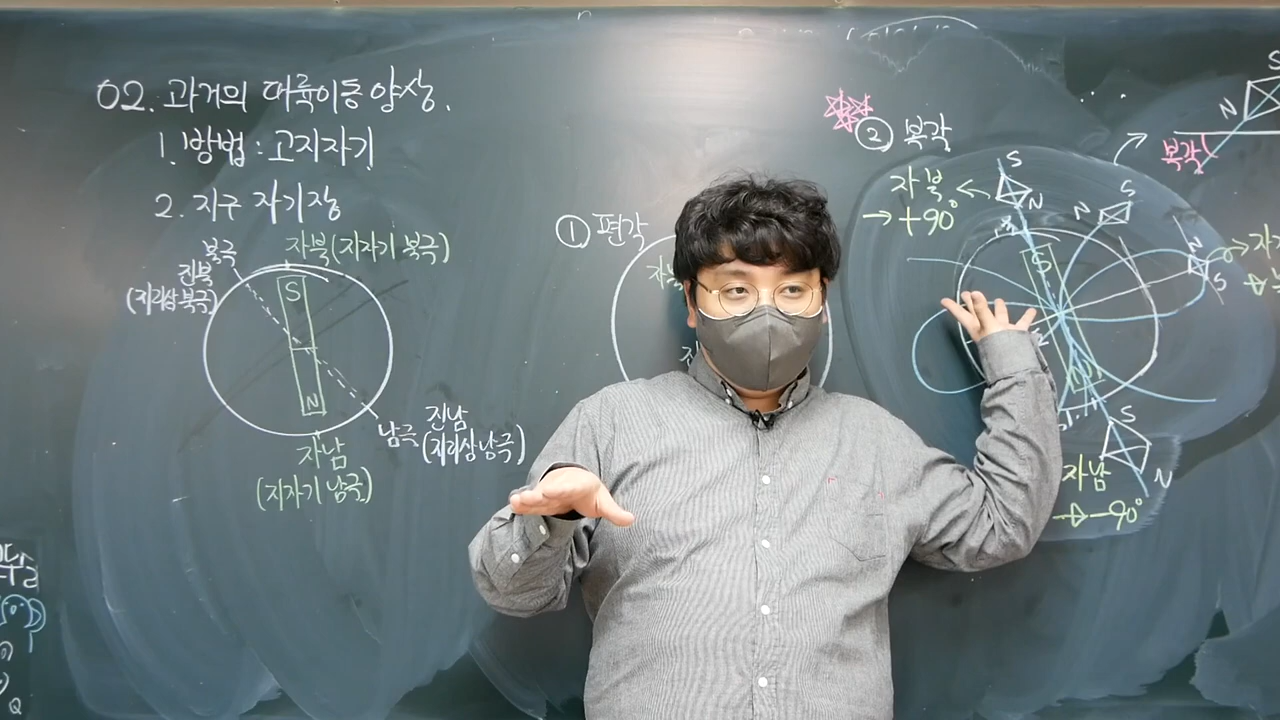 02. 과거의 대륙이동 양상.
1. 방법 : 고지자기
2. 지구 자기장
북극
진북
(지리상 북극)
자북(지자기 북극)
S
N
자남
(지자기 남극)
남극
진남
(지리상 남극)
① 편각
② 복각
자북
→ +90°
S
N
S
N
N
S
S
N
복각
S
S
N
자남
→ -90°
Q